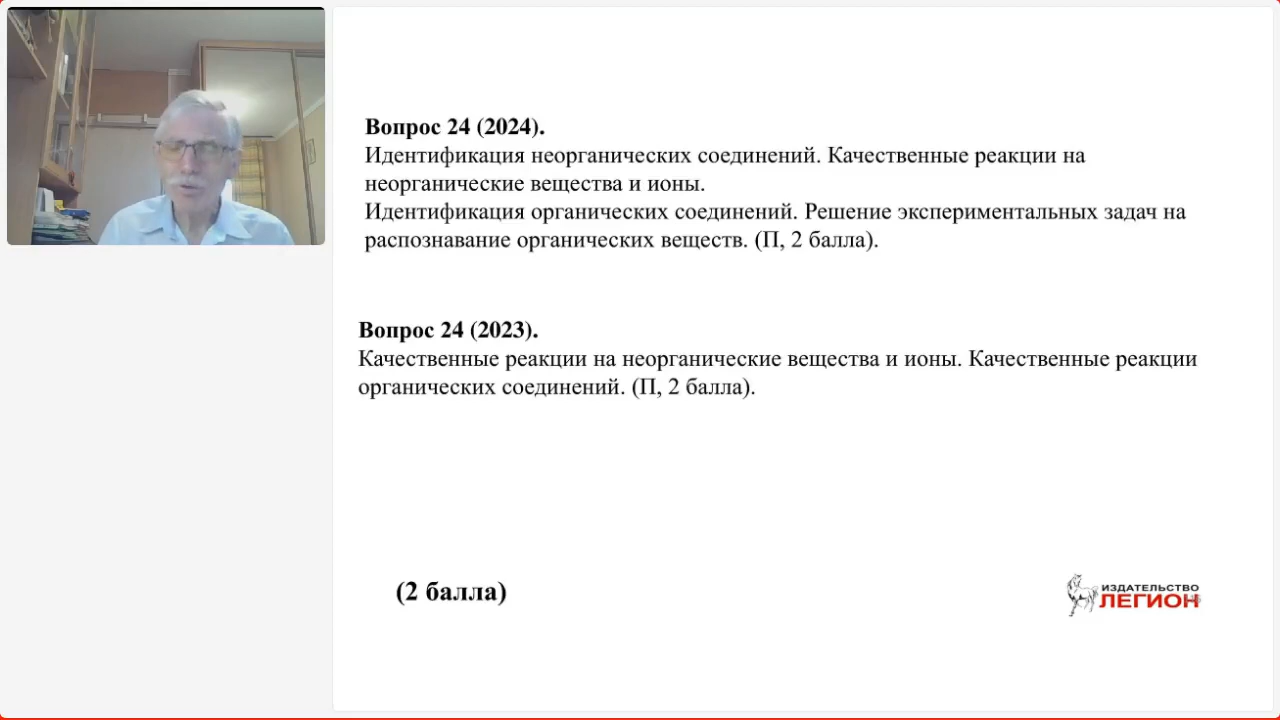 Вопрос 24 (2024).
Идентификация неорганических соединений. Качественные реакции на
неорганические вещества и ионы.
Идентификация органических соединений. Решение экспериментальных задач на
распознавание органических веществ. (П, 2 балла).
Вопрос 24 (2023).
Качественные реакции на неорганические вещества и ионы. Качественные реакции
органических соединений. (П, 2 балла).
(2 балла)
ИЗДАТЕЛЬСТВО
ЛЕГИОН